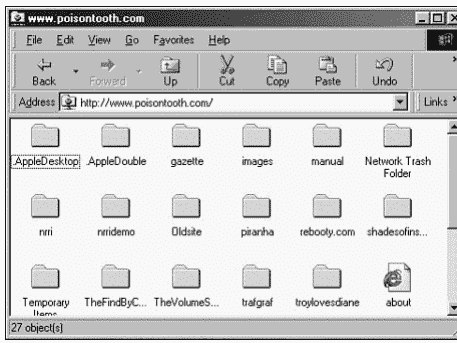 www.poisontooth.com
File Edit View Go Favorites Help
Back Forward Up Cut Copy Paste Undo
Address http://www.poisontooth.com/ Links
.AppleDesktop .AppleDouble gazette images manual Network Trash
Folder
nrri nrridemo Oldsite piranha rebooty.com shadesofins...
Temporary TheFindByC... TheVolumeS... trafgraf troylovesdiane about
Items
27 object(s)